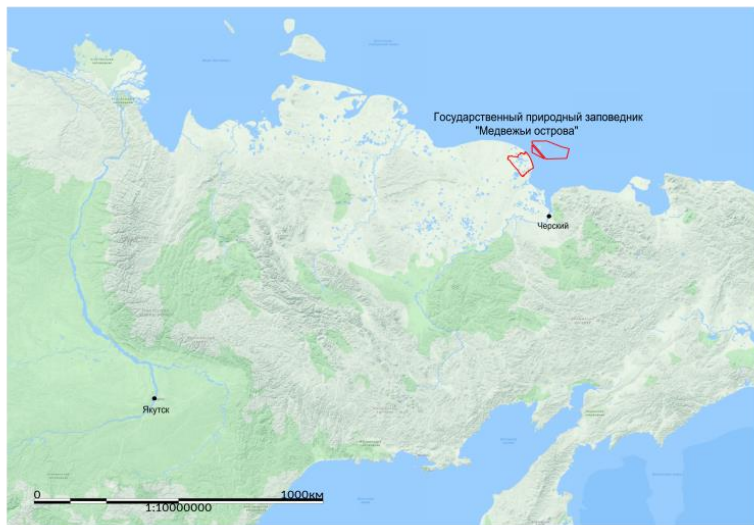 Государственный природный заповедник
"Медвежьи острова"
Черский
Якутск
0 1000км
1:10000000